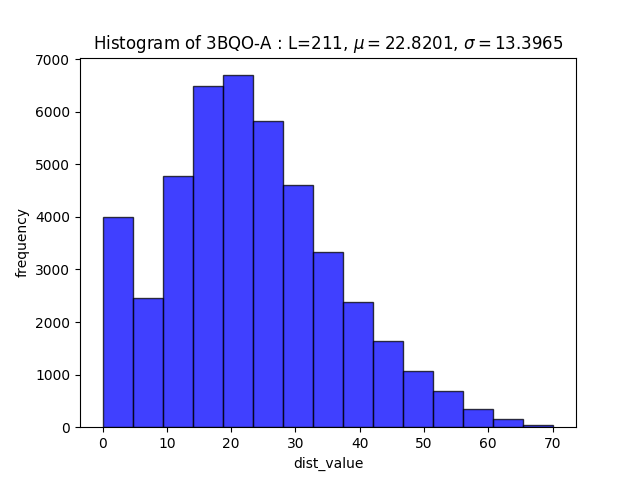 Histogram of 3BQO-A : L=211, μ = 22.8201, σ = 13.3965
7000
6000
5000
4000
3000
2000
1000
0
frequency
0 10 20 30 40 50 60 70
dist_value